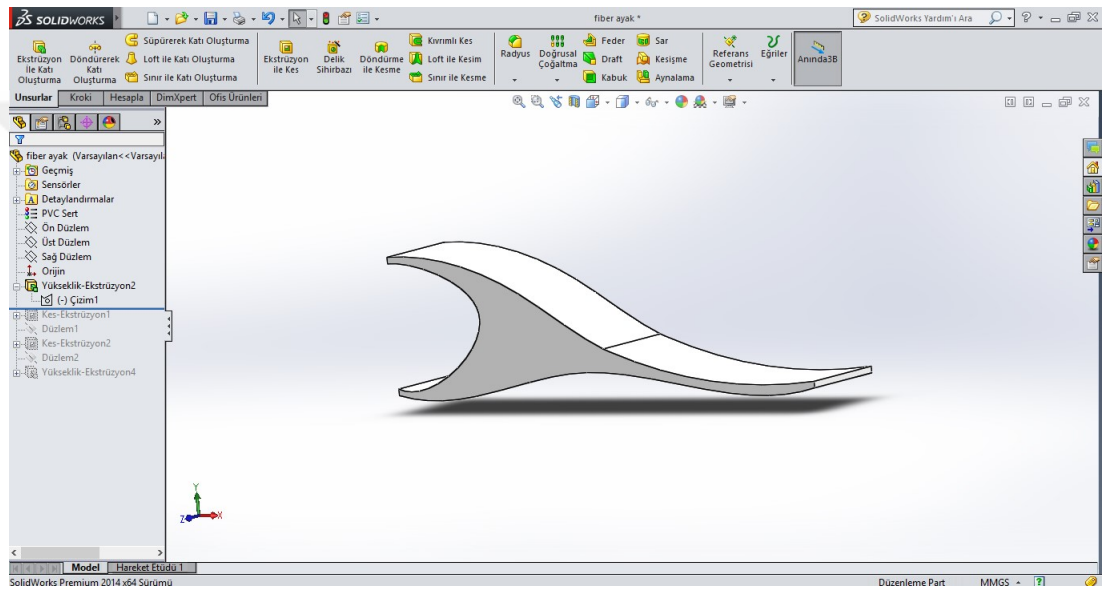 SOLIDWORKS
fiber ayak *
SolidWorks Yardım'ı Ara
Ekstrüzyon ile Katı Oluşturma
Döndürerek Katı Oluşturma
Süpürerek Katı Oluşturma
Loft ile Katı Oluşturma
Sınır ile Katı Oluşturma
Ekstrüzyon ile Kes
Delik Sihirbazı
Döndürme ile Kesme
Kıvrımlı Kes
Loft ile Kesim
Sınır ile Kesme
Radyus
Doğrusal Çoğaltma
Feder
Draft
Kabuk
Sar
Kesişme
Aynalama
Referans Geometrisi
Eğriler
Anında3B
Unsurlar Kroki Hesapla DimXpert Ofis Ürünleri
fiber ayak (Varsayılan<<Varsayıla
Geçmiş
Sensörler
Detaylandırmalar
PVC Sert
Ön Düzlem
Üst Düzlem
Sağ Düzlem
Orijin
Yükseklik-Ekstrüzyon2
(-) Çizim1
Kes-Ekstrüzyon1
Düzlem1
Kes-Ekstrüzyon2
Düzlem2
Yükseklik-Ekstrüzyon4
Y
Z
X
Model Hareket Etüdü 1
SolidWorks Premium 2014 x64 Sürümü
Düzenleme Part
MMGS